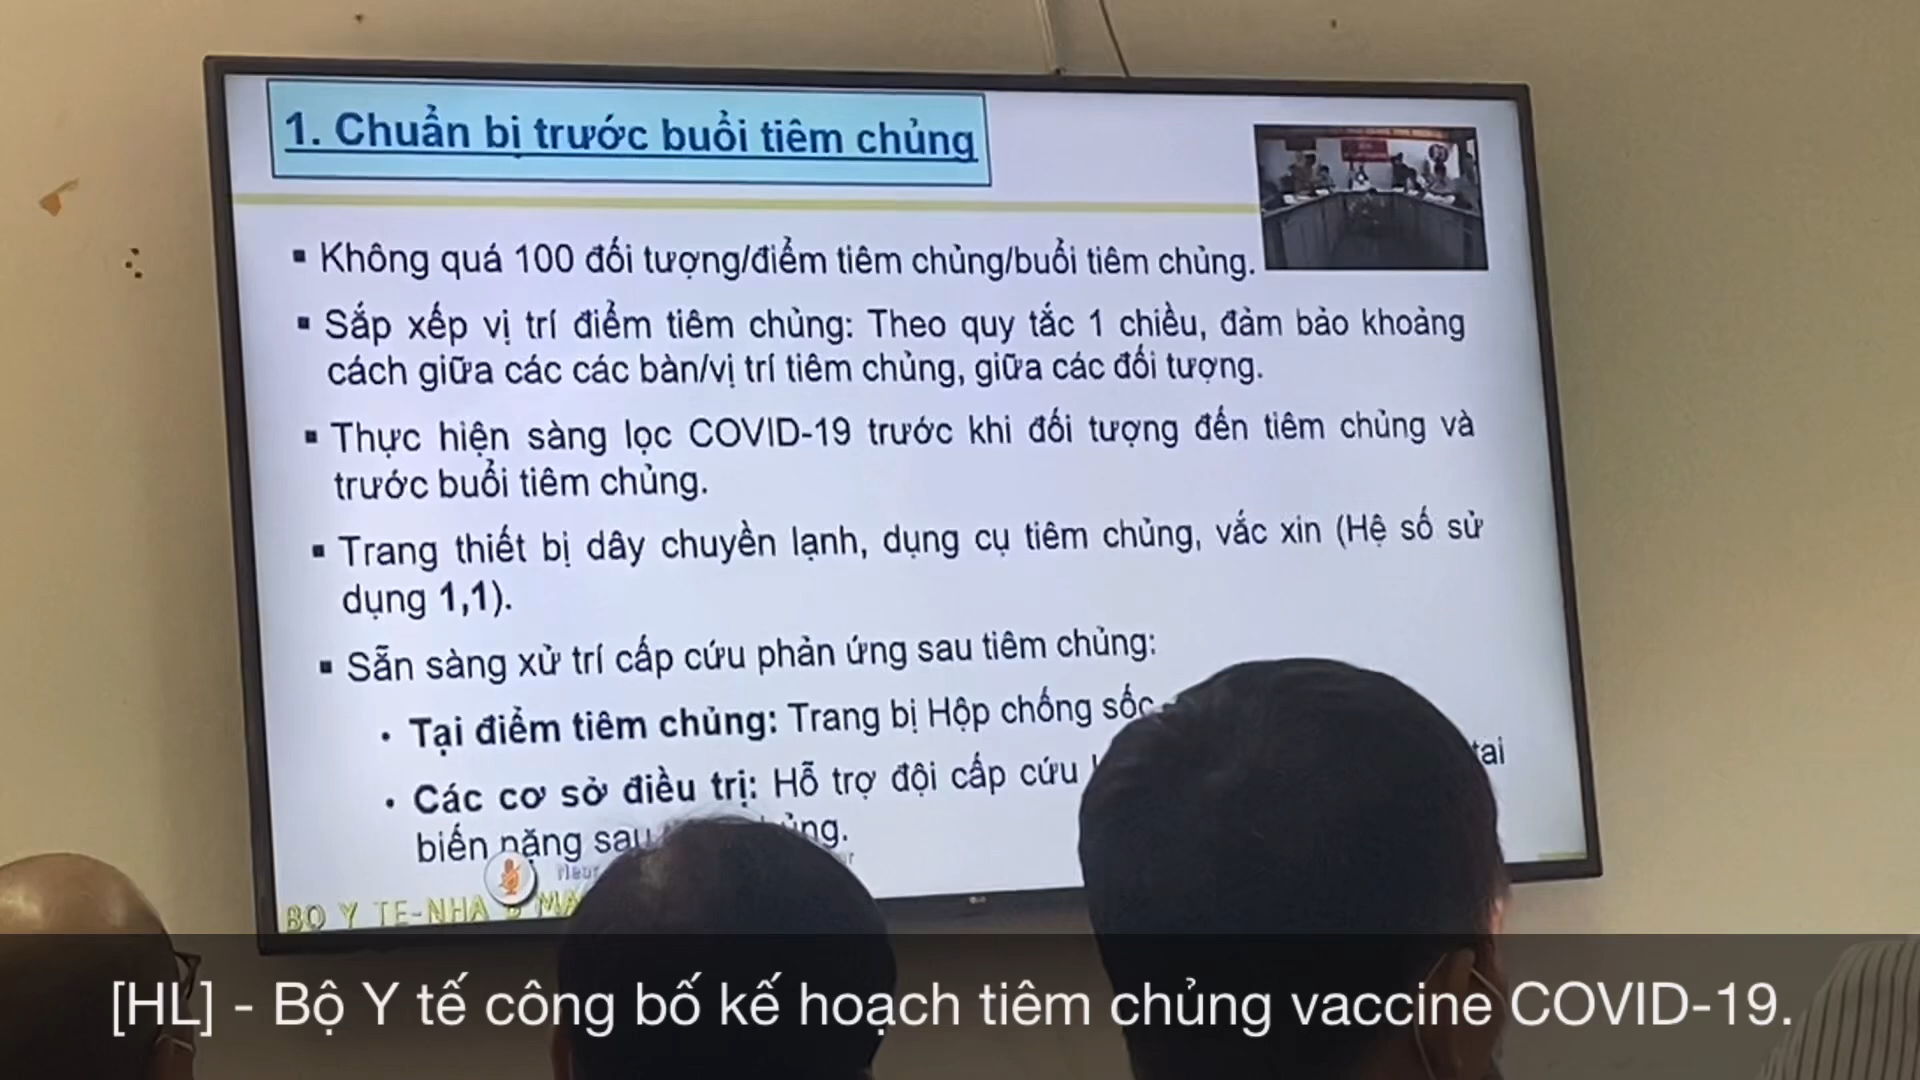 1. Chuẩn bị trước buổi tiêm chủng
▪ Không quá 100 đối tượng/điểm tiêm chủng/buổi tiêm chủng.
▪ Sắp xếp vị trí điểm tiêm chủng: Theo quy tắc 1 chiều, đảm bảo khoảng
cách giữa các các bàn/vị trí tiêm chủng, giữa các đối tượng.
▪ Thực hiện sàng lọc COVID-19 trước khi đối tượng đến tiêm chủng và
trước buổi tiêm chủng.
▪ Trang thiết bị dây chuyền lạnh, dụng cụ tiêm chủng, vắc xin (Hệ số sử
dụng 1,1).
▪ Sẵn sàng xử trí cấp cứu phản ứng sau tiêm chủng:
• Tại điểm tiêm chủng: Trang bị Hộp chống sốc
• Các cơ sở điều trị: Hỗ trợ đội cấp cứu tai
biến nặng sau
BO Y TE-NHA
[HL] - Bộ Y tế công bố kế hoạch tiêm chủng vaccine COVID-19.